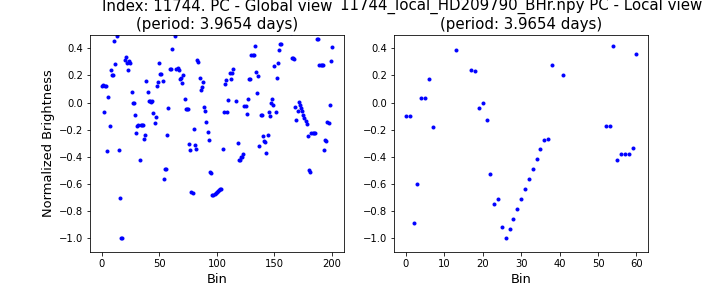 Index: 11744. PC - Global view
(period: 3.9654 days)
11744_local_HD209790_BHr.npy PC - Local view
(period: 3.9654 days)
Normalized Brightness
0.4
0.2
0.0
−0.2
−0.4
−0.6
−0.8
−1.0
0 50 100 150 200
Bin
0.4
0.2
0.0
−0.2
−0.4
−0.6
−0.8
−1.0
0 10 20 30 40 50 60
Bin